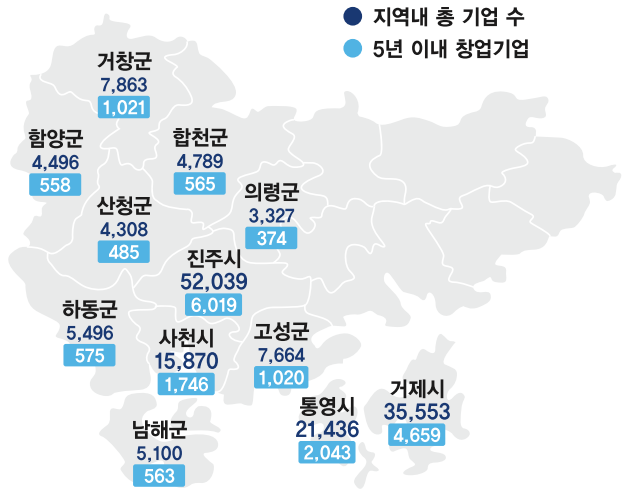 지역내 총 기업 수
5년 이내 창업기업
거창군
7,863
1,021
함양군
4,496
558
합천군
4,789
565
산청군
4,308
485
의령군
3,327
374
진주시
52,039
6,019
하동군
5,496
575
사천시
15,870
1,746
고성군
7,664
1,020
통영시
21,436
2,043
거제시
35,553
4,659
남해군
5,100
563